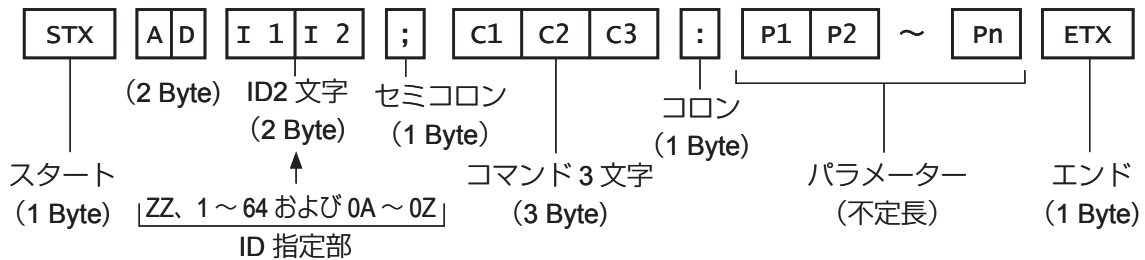 STX A D I 1 I 2 ; C1 C2 C3 : P1 P2 ～ Pn ETX
(2 Byte) ID2 文字 セミコロン コロン
(2 Byte) (1 Byte) (1 Byte)
スタート コマンド 3 文字 パラメーター エンド
(1 Byte) ZZ、1 ～ 64 および 0A ～ 0Z (3 Byte) (不定長) (1 Byte)
ID 指定部